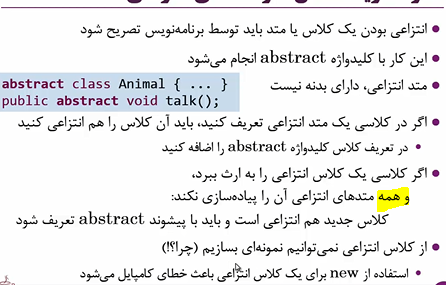 انتزاعی بودن یک کلاس یا متد باید توسط برنامه‌نویس تصریح شود
این کار با کلیدواژه abstract انجام می‌شود
متد انتزاعی، دارای بدنه نیست
abstract class Animal { ... }
public abstract void talk();
اگر در کلاسی یک متد انتزاعی تعریف کنید، باید آن کلاس را هم انتزاعی کنید
در تعریف کلاس کلیدواژه abstract را اضافه کنید
اگر کلاسی یک کلاس انتزاعی را به ارث ببرد،
و همه متدهای انتزاعی آن را پیاده‌سازی نکند:
کلاس جدید هم انتزاعی است و باید با پیشوند abstract تعریف شود
از کلاس انتزاعی نمی‌توانیم نمونه‌ای بسازیم (چرا؟!)
استفاده از new برای یک کلاس انتزاعی باعث خطای کامپایل می‌شود